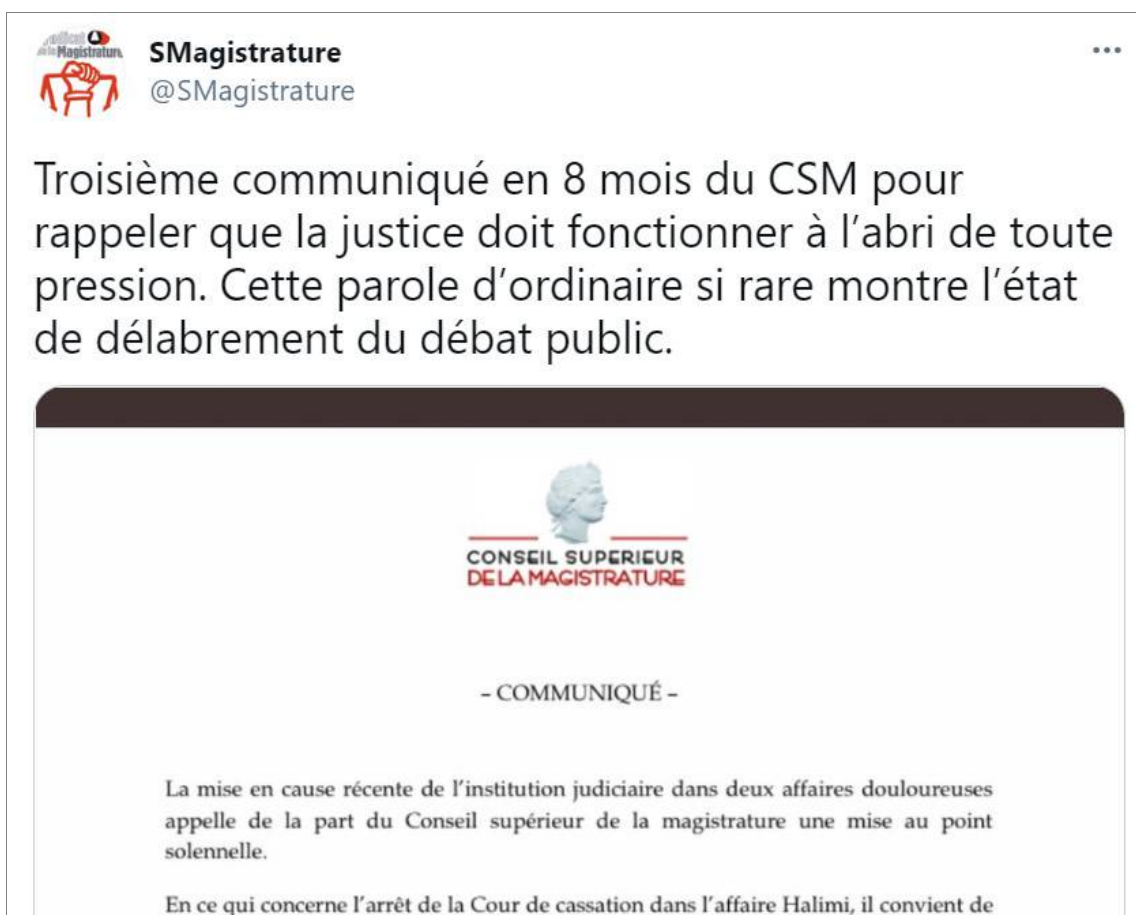 Syndicat
de la Magistrature
SMagistrature
@SMagistrature
Troisième communiqué en 8 mois du CSM pour
rappeler que la justice doit fonctionner à l’abri de toute
pression. Cette parole d’ordinaire si rare montre l’état
de délabrement du débat public.
CONSEIL SUPERIEUR
DE LA MAGISTRATURE
– COMMUNIQUÉ –
La mise en cause récente de l’institution judiciaire dans deux affaires douloureuses
appelle de la part du Conseil supérieur de la magistrature une mise au point
solennelle.
En ce qui concerne l’arrêt de la Cour de cassation dans l’affaire Halimi, il convient de